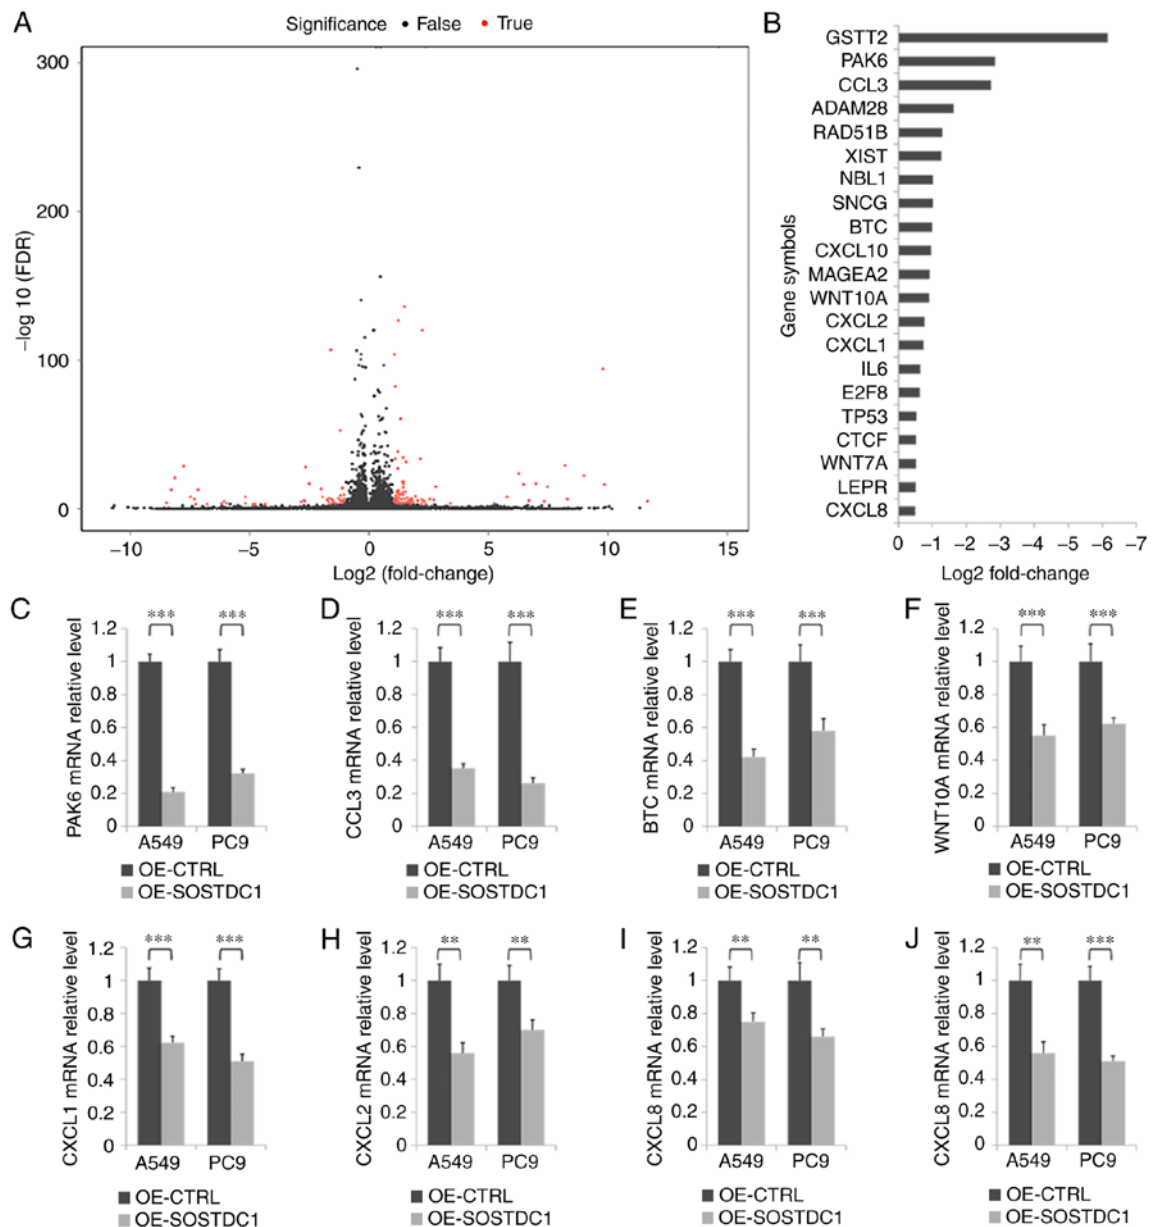 A
Significance • False • True
300
200
100
0
−log 10 (FDR)
−10 −5 0 5 10 15
Log2 (fold-change)
B
Gene symbols
GSTT2
PAK6
CCL3
ADAM28
RAD51B
XIST
NBL1
SNCG
BTC
CXCL10
MAGEA2
WNT10A
CXCL2
CXCL1
IL6
E2F8
TP53
CTCF
WNT7A
LEPR
CXCL8
0 -1 -2 -3 -4 -5 -6 -7
Log2 fold-change
C
PAK6 mRNA relative level
1.2
1
0.8
0.6
0.4
0.2
0
*** ***
A549 PC9
OE-CTRL
OE-SOSTDC1
D
CCL3 mRNA relative level
1.2
1
0.8
0.6
0.4
0.2
0
*** ***
A549 PC9
OE-CTRL
OE-SOSTDC1
E
BTC mRNA relative level
1.2
1
0.8
0.6
0.4
0.2
0
*** ***
A549 PC9
OE-CTRL
OE-SOSTDC1
F
WNT10A mRNA relative level
1.2
1
0.8
0.6
0.4
0.2
0
*** ***
A549 PC9
OE-CTRL
OE-SOSTDC1
G
CXCL1 mRNA relative level
1.2
1
0.8
0.6
0.4
0.2
0
*** ***
A549 PC9
OE-CTRL
OE-SOSTDC1
H
CXCL2 mRNA relative level
1.2
1
0.8
0.6
0.4
0.2
0
** **
A549 PC9
OE-CTRL
OE-SOSTDC1
I
CXCL8 mRNA relative level
1.2
1
0.8
0.6
0.4
0.2
0
** **
A549 PC9
OE-CTRL
OE-SOSTDC1
J
CXCL8 mRNA relative level
1.2
1
0.8
0.6
0.4
0.2
0
** ***
A549 PC9
OE-CTRL
OE-SOSTDC1